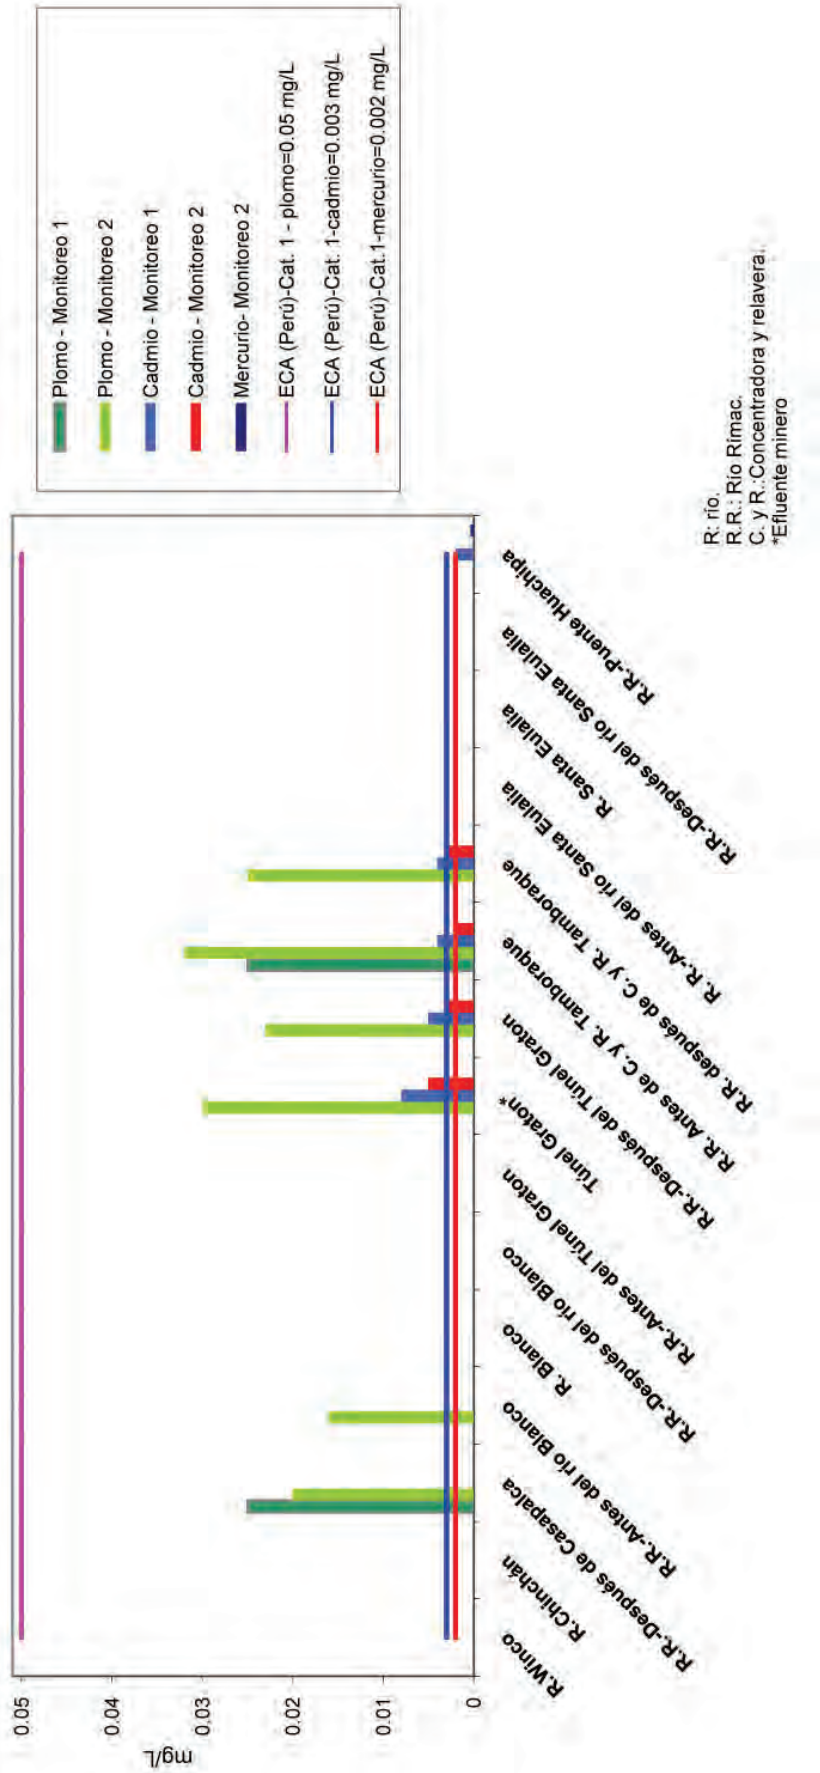 mg/L
0.05
0.04
0.03
0.02
0.01
0
R.Winco
R.Chinchán
R.R.-Después de Casapalca
R.R.-Antes del río Blanco
R. Blanco
R.R.-Después del río Blanco
R.R.-Antes del Túnel Graton
Túnel Graton*
R.R.-Después del Túnel Graton
R.R. Antes de C. y R. Tamboraque
R.R. después de C. y R. Tamboraque
R. R.-Antes del río Santa Eulalia
R. Santa Eulalia
R.R.-Después del río Santa Eulalia
R.R.-Puente Huachipa
Plomo - Monitoreo 1
Plomo - Monitoreo 2
Cadmio - Monitoreo 1
Cadmio - Monitoreo 2
Mercurio- Monitoreo 2
ECA (Perú)-Cat. 1 - plomo=0.05 mg/L
ECA (Perú)-Cat. 1-cadmio=0.003 mg/L
ECA (Perú)-Cat.1-mercurio=0.002 mg/L
R: río.
R.R.: Río Rímac.
C. y R.:Concentradora y relavera.
*Efluente minero